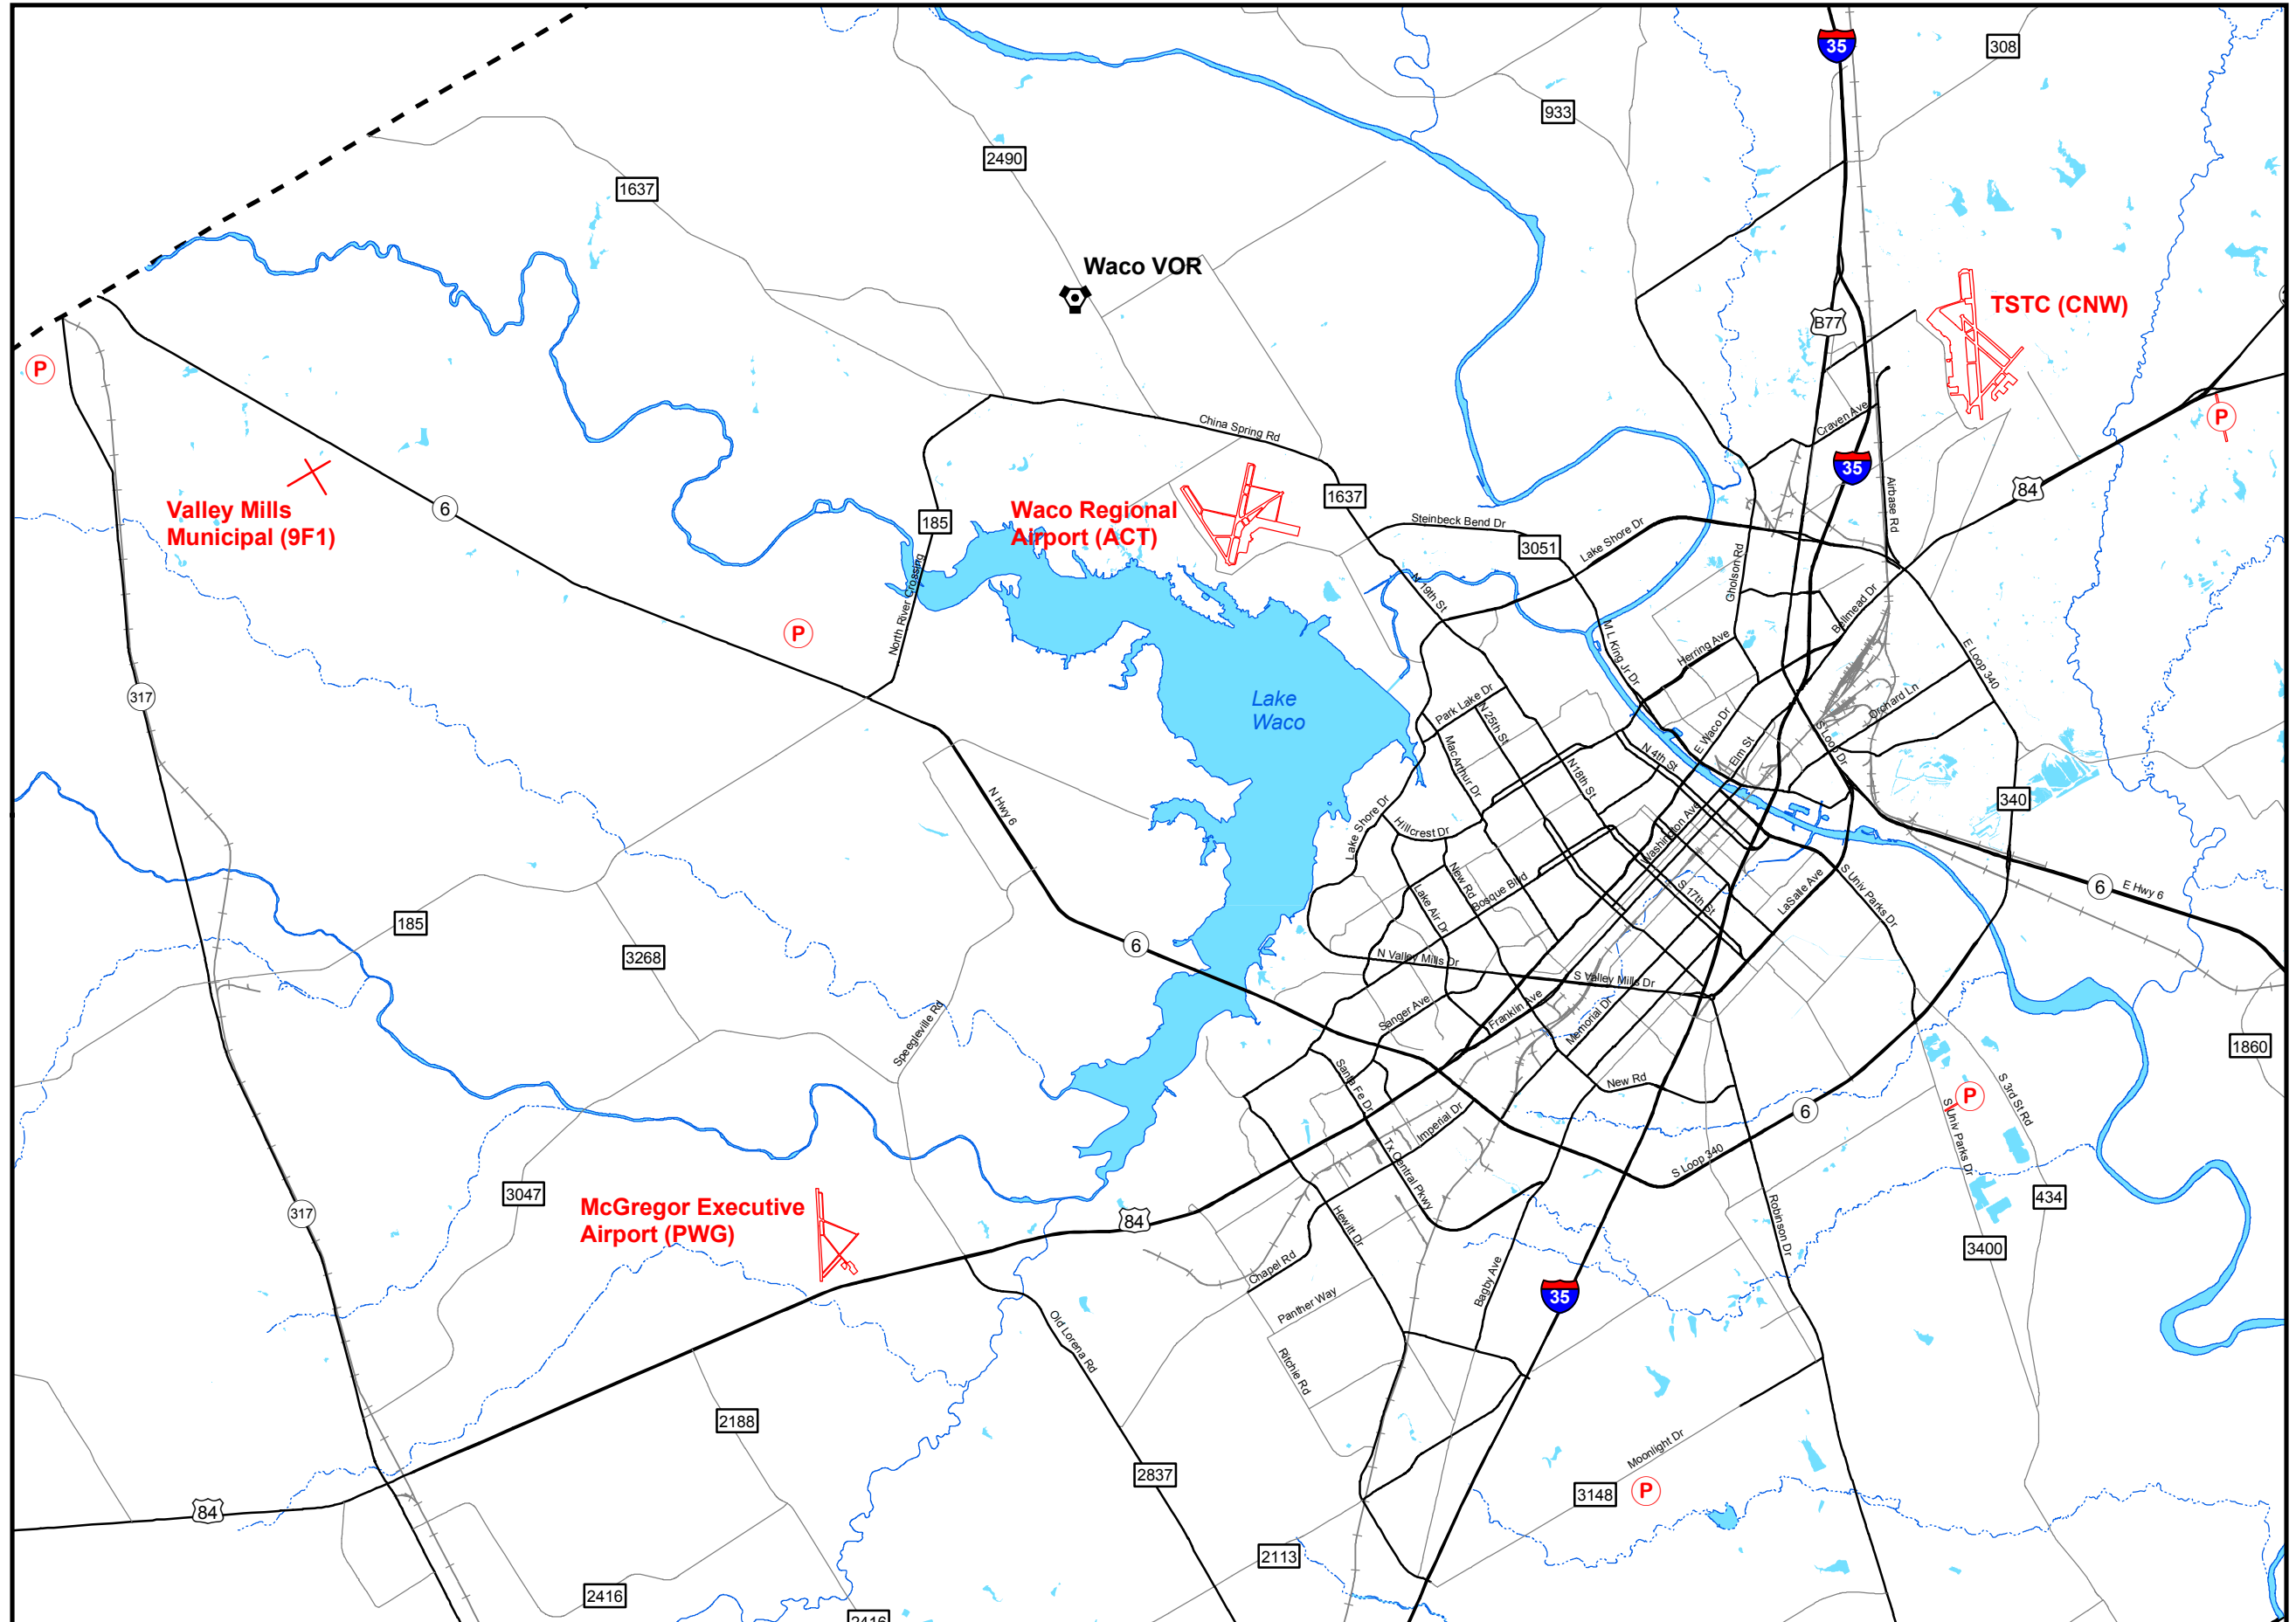 35
308
933
2490
1637
Waco VOR
TSTC (CNW)
B77
P
P
China Spring Rd
Craven Ave
35
Valley Mills
Municipal (9F1)
6
Waco Regional
Airport (ACT)
185
1637
Airbase Rd
84
Steinbeck Bend Dr
3051
Lake Shore Dr
Gholson Rd
N 19th St
North River Crossing
P
M L King Jr Dr
Herring Ave
Bellmead Dr
E Loop 340
317
Lake
Waco
Park Lake Dr
N 25th St
MacArthur Dr
N 4th St
E Waco Dr
Elm St
S Loop Dr
Orchard Ln
N18th St
N Hwy 6
340
Lake Shore Dr
Hillcrest Dr
Washington Ave
New Rd
Bosque Blvd
Lake Air Dr
S 17th St
LaSalle Ave
S Univ Parks Dr
6
E Hwy 6
185
3268
6
N Valley Mills Dr
S Valley Mills Dr
Speegleville Rd
Sanger Ave
Franklin Ave
Memorial Dr
1860
Santa Fe Dr
New Rd
Imperial Dr
6
P
S 3rd St Rd
S Univ Parks Dr
Tx Central Pkwy
S Loop 340
3047
McGregor Executive
Airport (PWG)
317
84
Hewitt Dr
Robinson Dr
434
3400
Chapel Rd
Bagby Ave
35
Panther Way
Old Lorena Rd
Ritchie Rd
2188
Moonlight Dr
2837
3148
P
84
2113
2416
2416